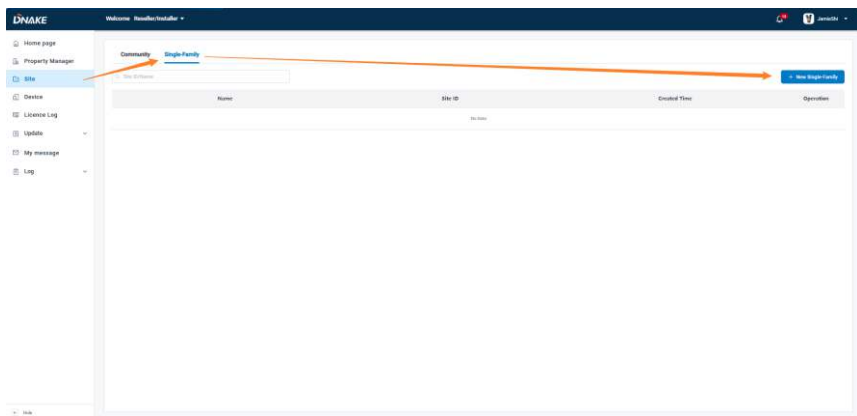 DNAKE
Welcome Reseller/Installer
Home page
Property Manager
Site
Device
Licence Log
Update
My message
Log
Community Single-Family
+ New Single-Family
Name Site ID Created Time Operation
No Data
Hide